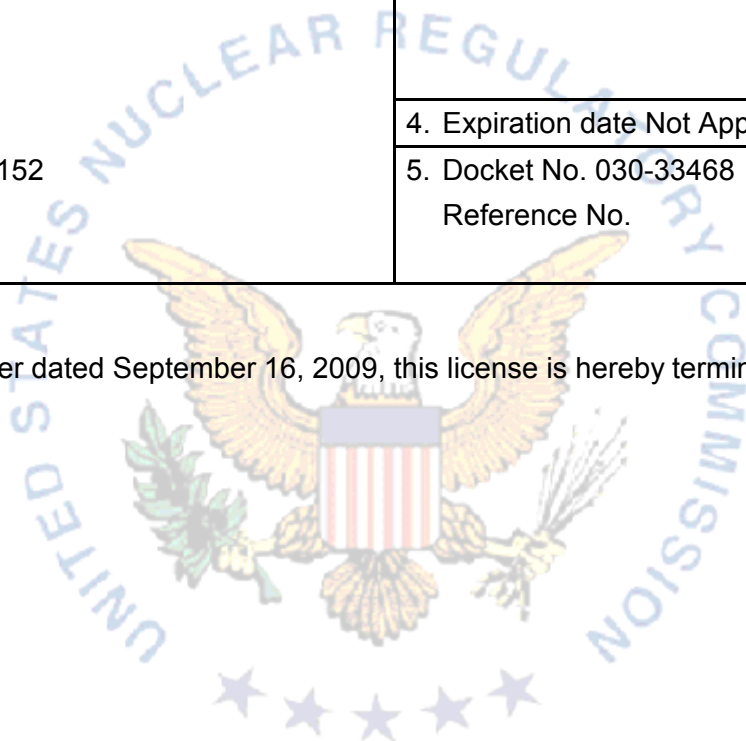 UNITED STATES NUCLEAR REGULATORY COMMISSION
4. Expiration date Not App
152
5. Docket No. 030-33468
Reference No.
er dated September 16, 2009, this license is hereby termin